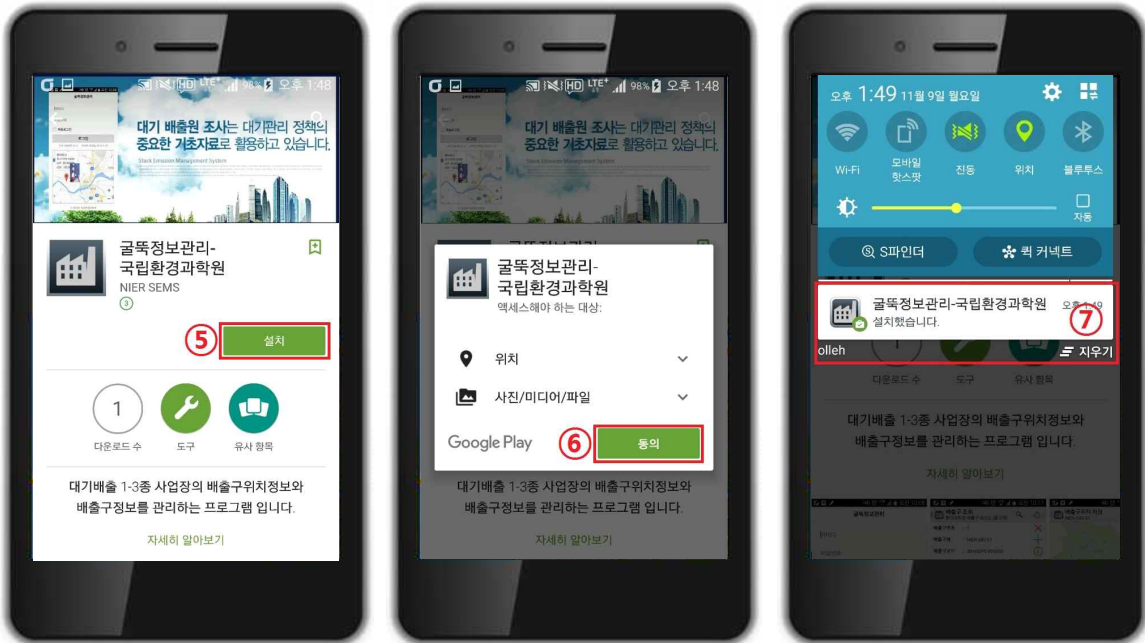 HD LTE+ 98% 오후 1:48
대기 배출원 조사는 대기관리 정책의
중요한 기초자료로 활용하고 있습니다.
Stack Emission Management System
굴뚝정보관리-
국립환경과학원
NIER SEMS
3
⑤
설치
1
다운로드 수
도구
유사 항목
대기배출 1-3종 사업장의 배출구위치정보와
배출구정보를 관리하는 프로그램 입니다.
자세히 알아보기
HD LTE+ 98% 오후 1:48
대기 배출원 조사는 대기관리 정책의
중요한 기초자료로 활용하고 있습니다.
굴뚝정보관리-
국립환경과학원
액세스해야 하는 대상:
위치
사진/미디어/파일
Google Play
⑥
동의
대기배출 1-3종 사업장의 배출구위치정보와
배출구정보를 관리하는 프로그램 입니다.
자세히 알아보기
오후 1:49 11월 9일 월요일
Wi-Fi
모바일
핫스팟
진동
위치
블루투스
자동
S파인더
퀵 커넥트
굴뚝정보관리-국립환경과학원 오후 1:49
설치했습니다.
⑦
olleh
지우기
다운로드 수
도구
유사 항목
대기배출 1-3종 사업장의 배출구위치정보와
배출구정보를 관리하는 프로그램 입니다.
자세히 알아보기
굴뚝정보관리